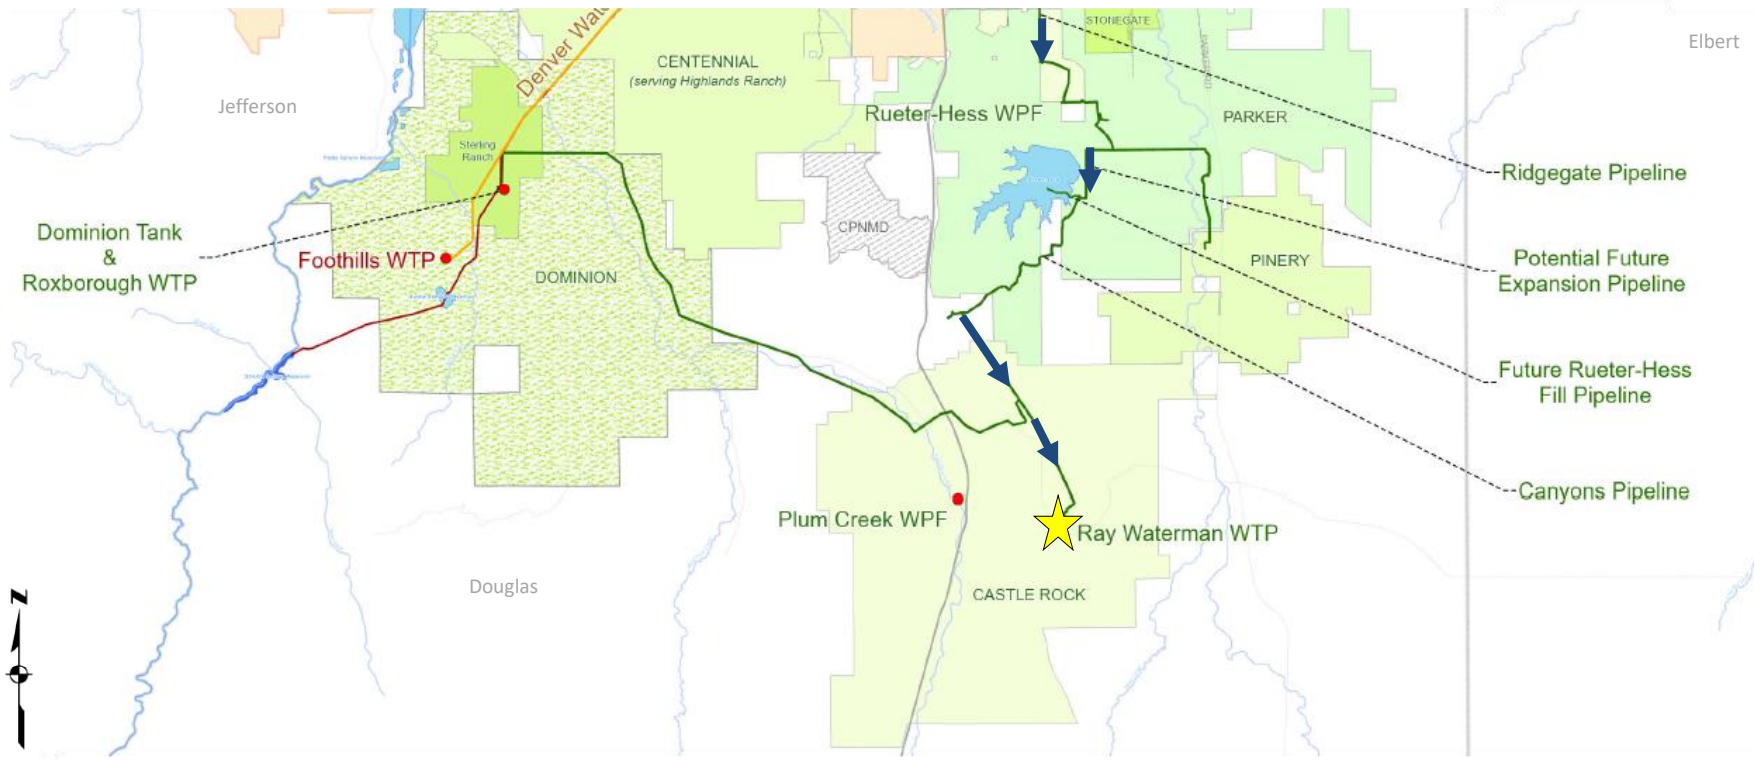 STONEGATE
Elbert
Denver Wat
CENTENNIAL
(serving Highlands Ranch)
Jefferson
Rueter-Hess WPF
PARKER
Sterling
Ranch
Ridgegate Pipeline
CPNMD
Dominion Tank
&
Roxborough WTP
Foothills WTP
DOMINION
PINERY
Potential Future
Expansion Pipeline
Future Rueter-Hess
Fill Pipeline
Canyons Pipeline
Plum Creek WPF
Ray Waterman WTP
Douglas
CASTLE ROCK
N